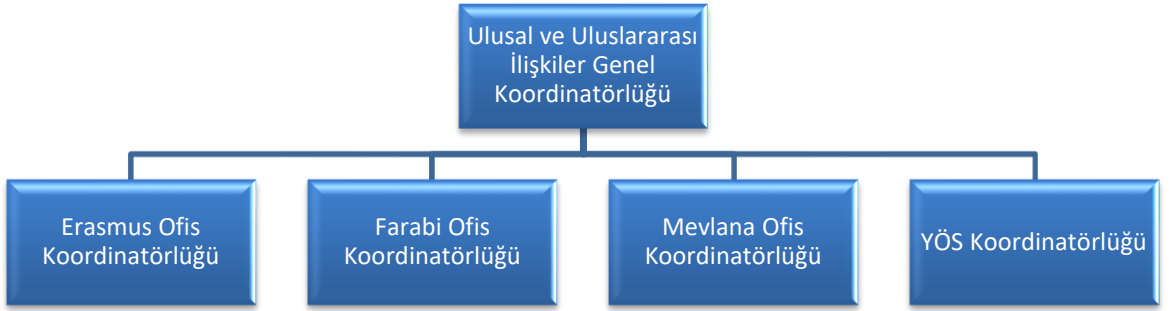 Ulusal ve Uluslararası
İlişkiler Genel
Koordinatörlüğü
Erasmus Ofis
Koordinatörlüğü
Farabi Ofis
Koordinatörlüğü
Mevlana Ofis
Koordinatörlüğü
YÖS Koordinatörlüğü